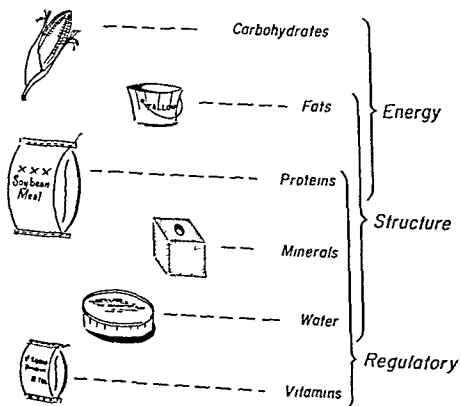 Carbohydrates
TALLOW
Fats
Energy
XXX
Soybean
Meal
Proteins
Structure
Minerals
Water
Regulatory
Vitamins